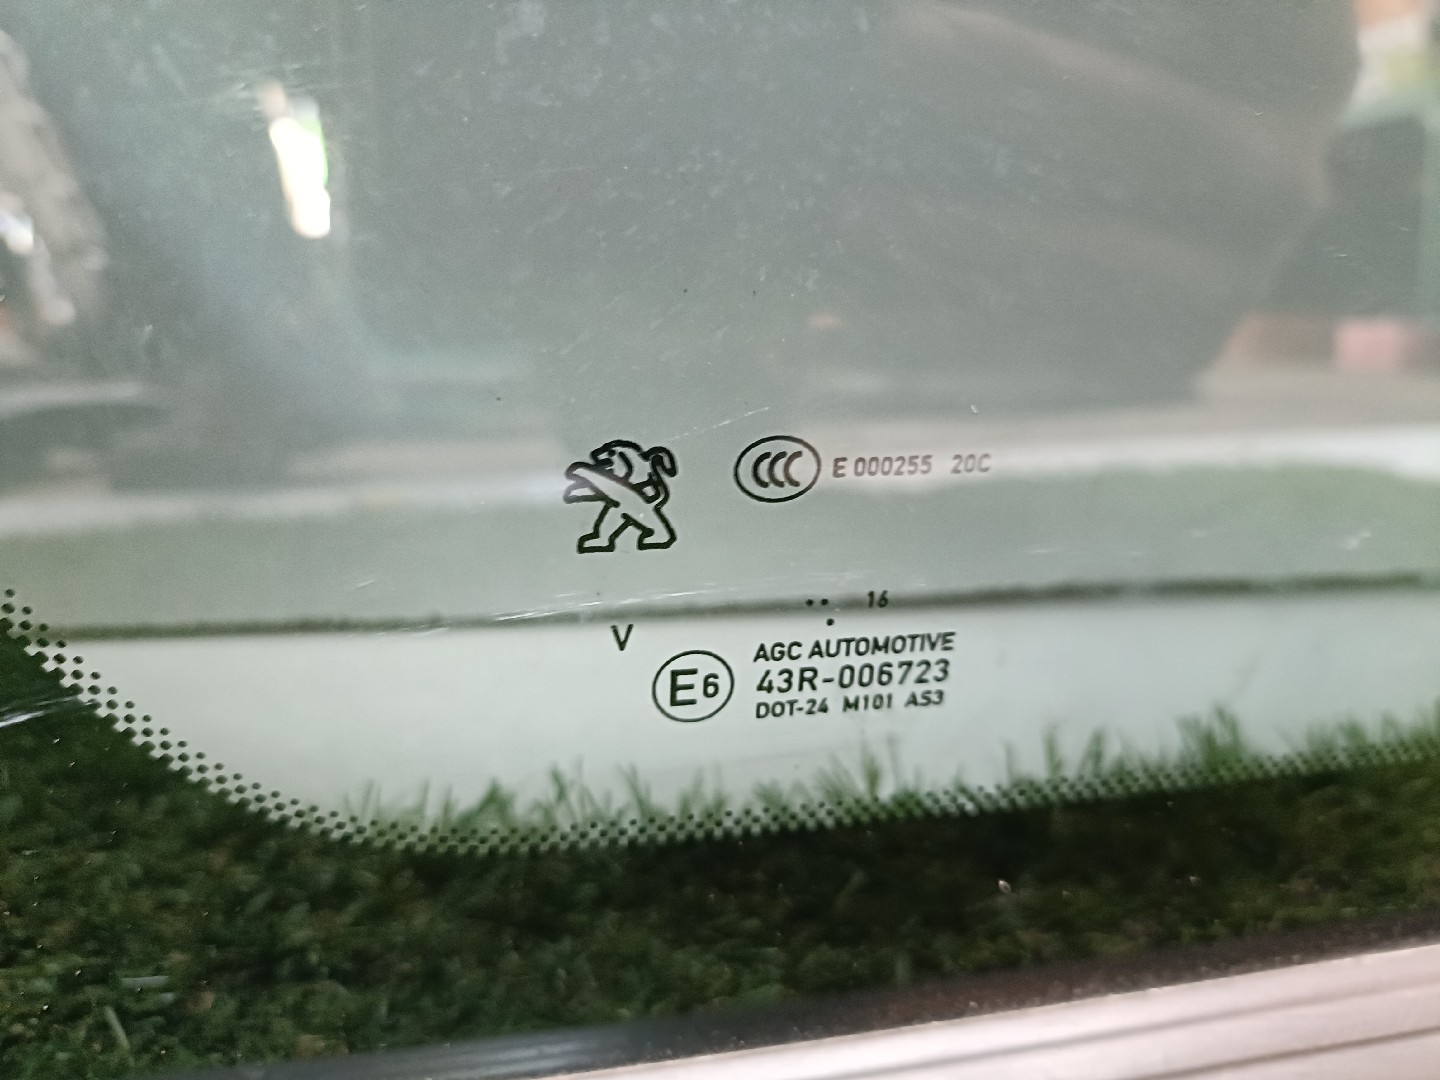 CCC E 000255 20C
.. 16
.
V
AGC AUTOMOTIVE
E6 43R-006723
DOT-24 M101 AS3